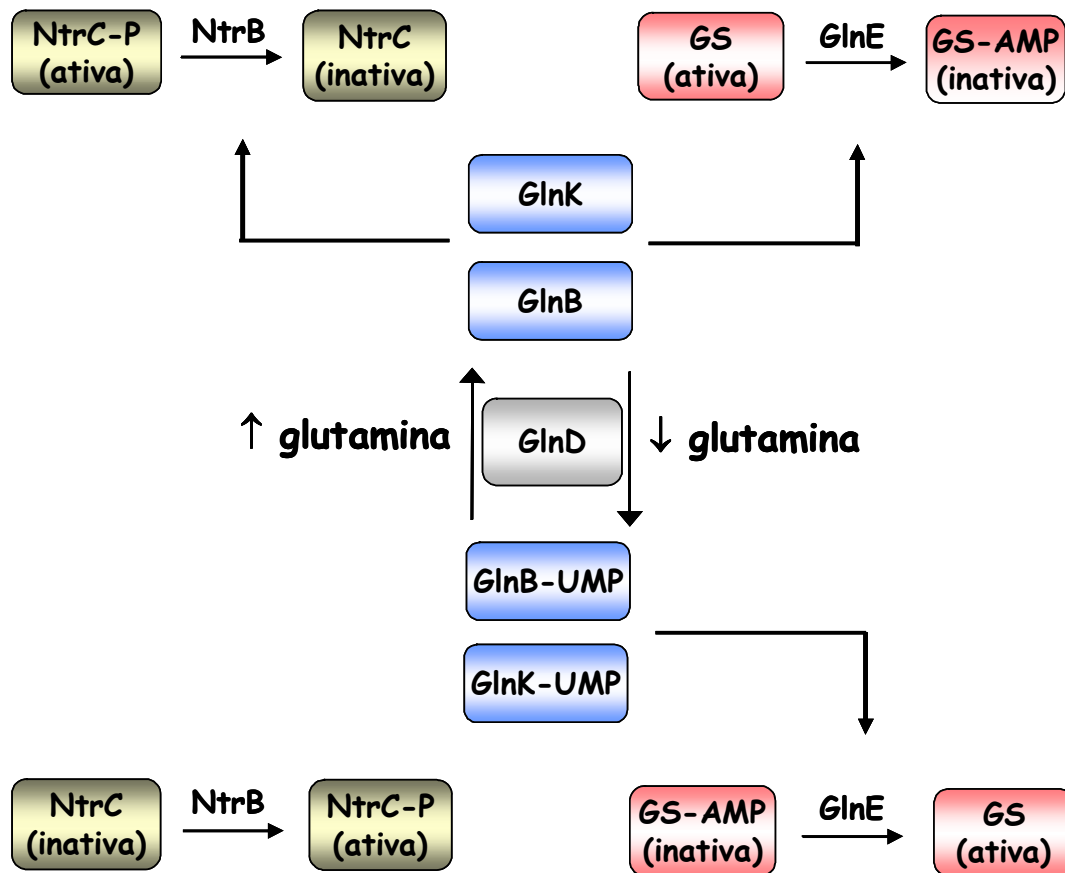 NtrC-P
(ativa)
NtrB
NtrC
(inativa)
GS
(ativa)
GlnE
GS-AMP
(inativa)
GlnK
GlnB
↑ glutamina
GlnD
↓ glutamina
GlnB-UMP
GlnK-UMP
NtrC
(inativa)
NtrB
NtrC-P
(ativa)
GS-AMP
(inativa)
GlnE
GS
(ativa)